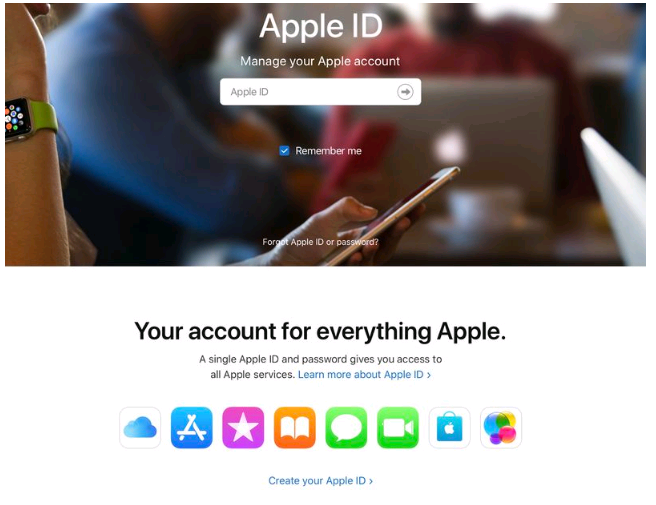 Apple ID
Manage your Apple account
Apple ID
Remember me
Forgot Apple ID or password?
Your account for everything Apple.
A single Apple ID and password gives you access to
all Apple services. Learn more about Apple ID >
Create your Apple ID >